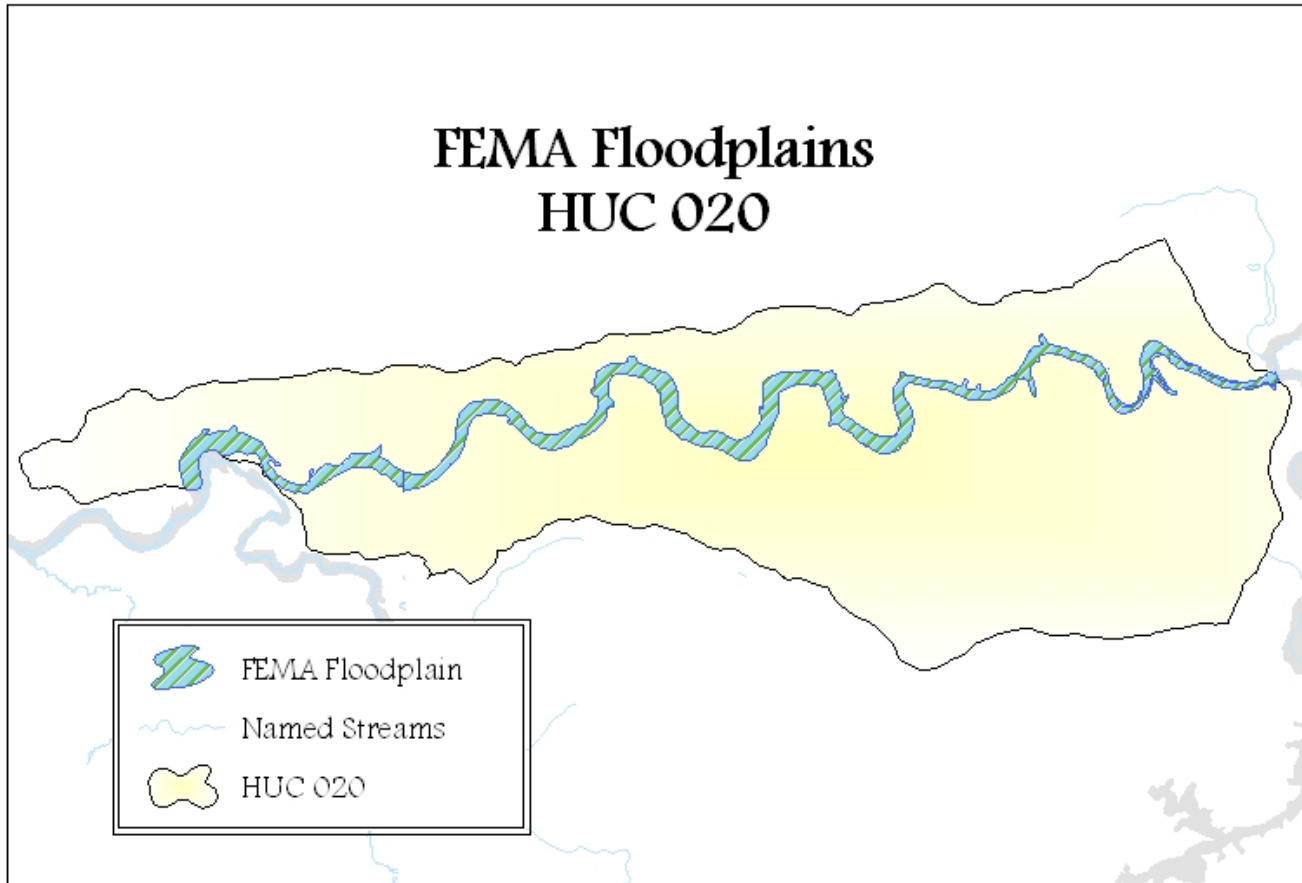 FEMA Floodplains
HUC 020
FEMA Floodplain
Named Streams
HUC 020